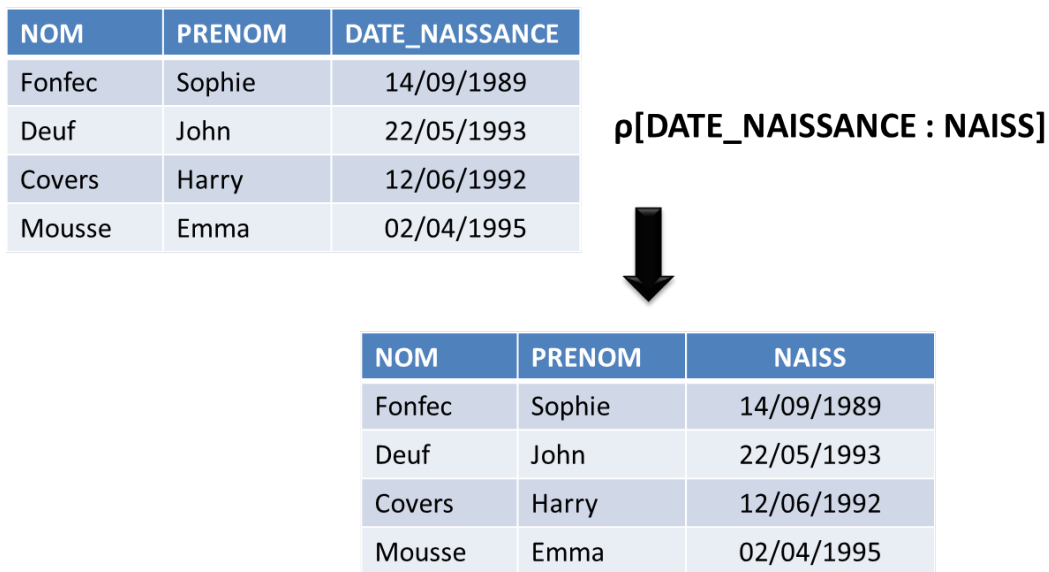 NOM PRENOM DATE_NAISSANCE
Fonfec Sophie 14/09/1989
Deuf John 22/05/1993
Covers Harry 12/06/1992
Mousse Emma 02/04/1995
ρ[DATE_NAISSANCE : NAISS]
NOM PRENOM NAISS
Fonfec Sophie 14/09/1989
Deuf John 22/05/1993
Covers Harry 12/06/1992
Mousse Emma 02/04/1995